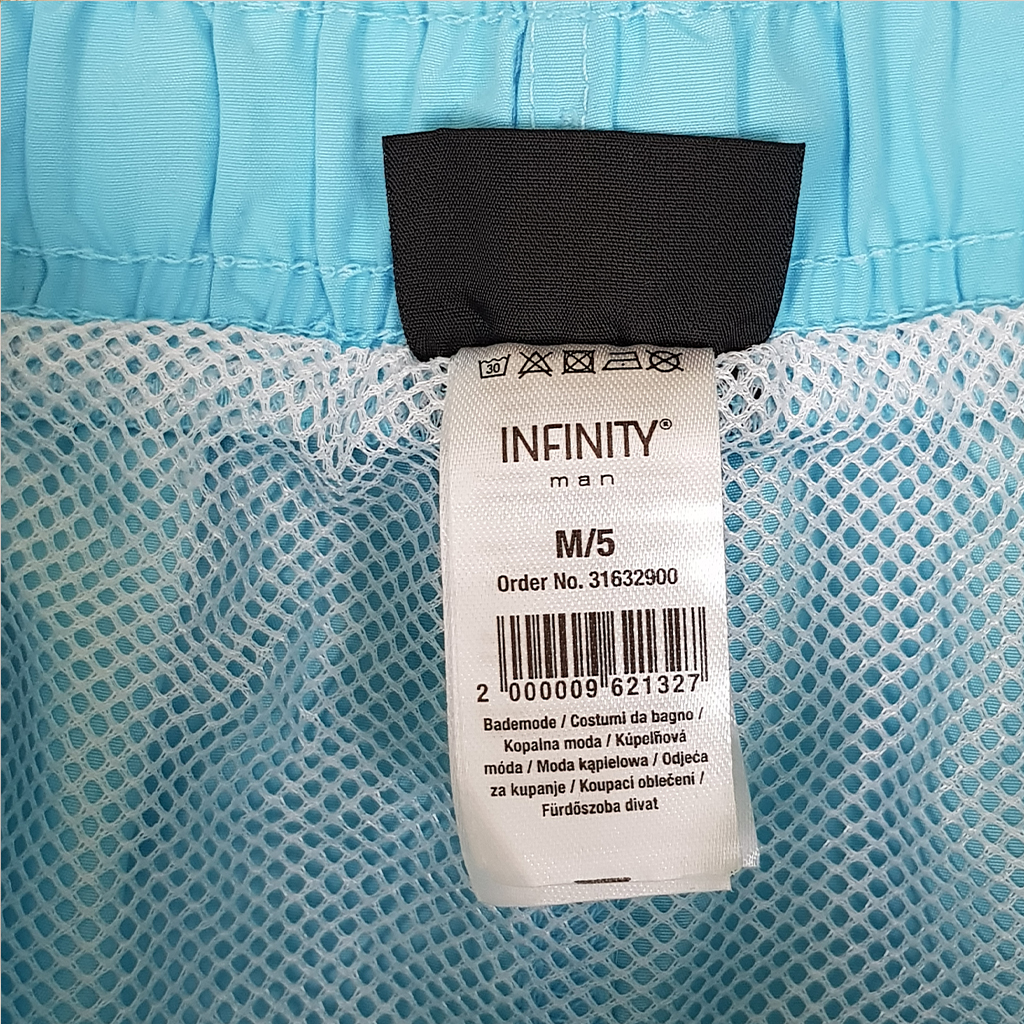 30
INFINITY®
man
M/5
Order No. 31632900
2 000009 621327
Bademode / Costumi da bagno /
Kopalna moda / Kúpeľňová
móda / Moda kąpielowa / Odjeća
za kupanje / Koupací oblečení /
Fürdőszoba divat